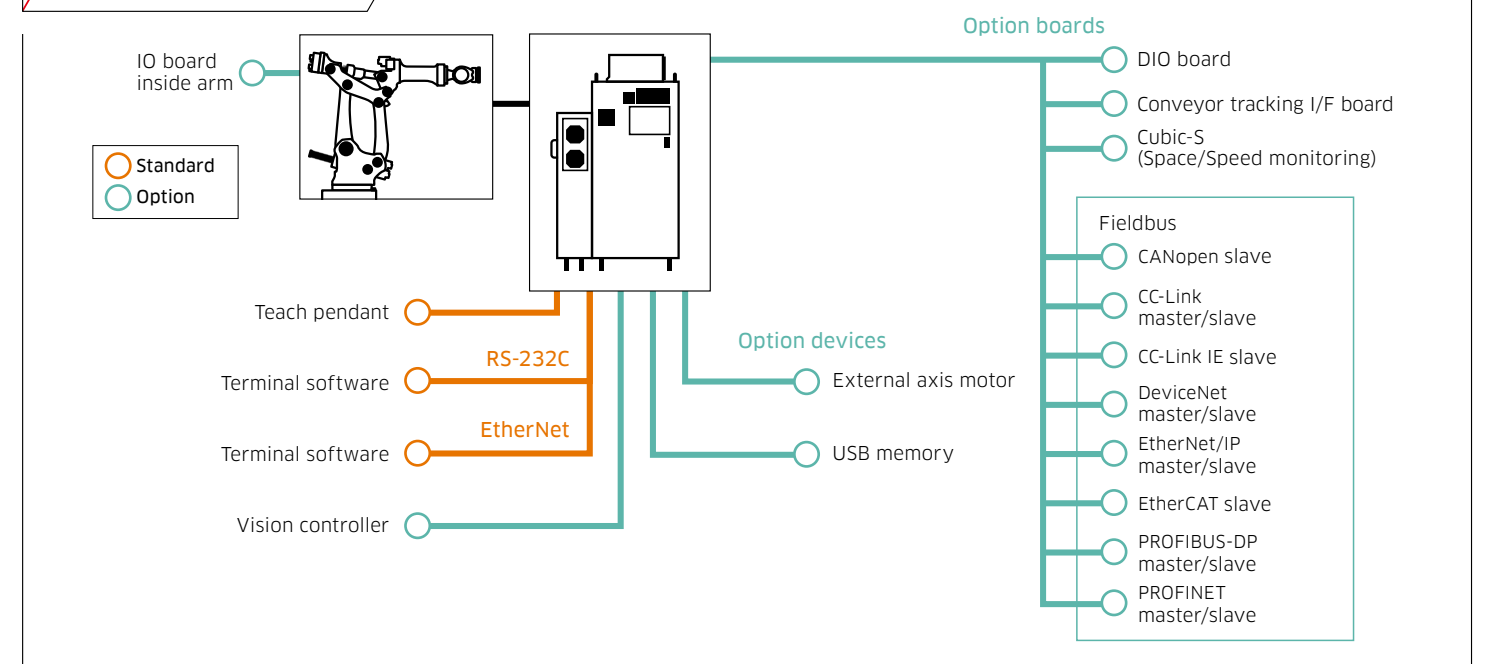 Option boards
IO board
inside arm
DIO board
Conveyor tracking I/F board
Cubic-S
(Space/Speed monitoring)
Standard
Option
Fieldbus
CANopen slave
CC-Link
master/slave
CC-Link IE slave
DeviceNet
master/slave
EtherNet/IP
master/slave
EtherCAT slave
PROFIBUS-DP
master/slave
PROFINET
master/slave
Teach pendant
RS-232C
Terminal software
EtherNet
Terminal software
Vision controller
Option devices
External axis motor
USB memory